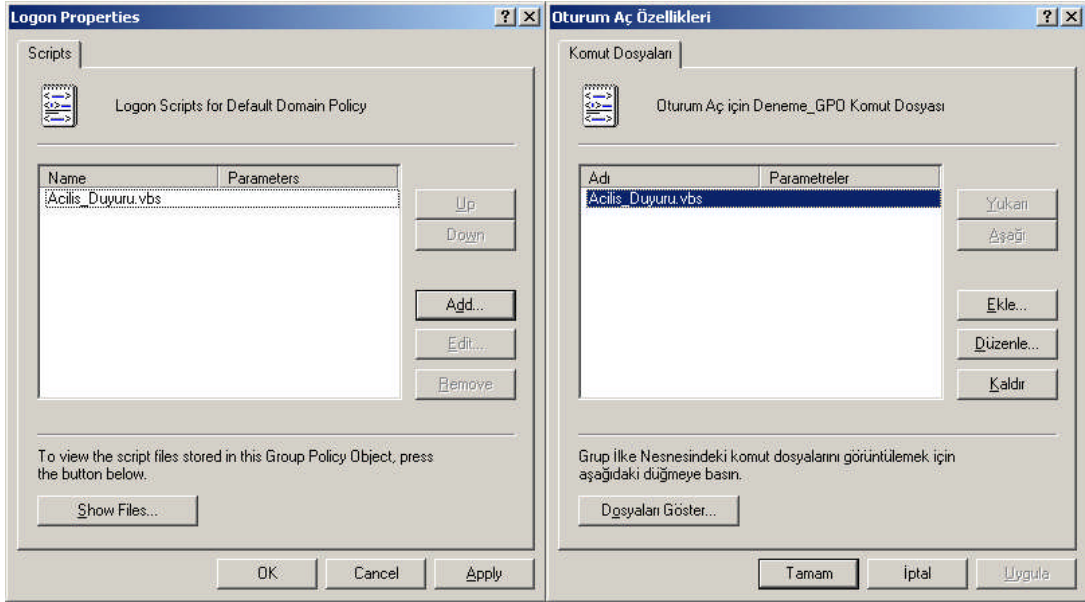 Logon Properties
Scripts
Logon Scripts for Default Domain Policy
Name Parameters
Acilis_Duyuru.vbs
Up
Down
Add...
Edit...
Remove
To view the script files stored in this Group Policy Object, press
the button below.
Show Files...
OK Cancel Apply
Oturum Aç Özellikleri
Komut Dosyaları
Oturum Aç için Deneme_GPO Komut Dosyası
Adı Parametreler
Acilis_Duyuru.vbs
Yukarı
Aşağı
Ekle...
Düzenle...
Kaldır
Grup İlke Nesnesindeki komut dosyalarını görüntülemek için
aşağıdaki düğmeye basın.
Dosyaları Göster...
Tamam İptal Uygula